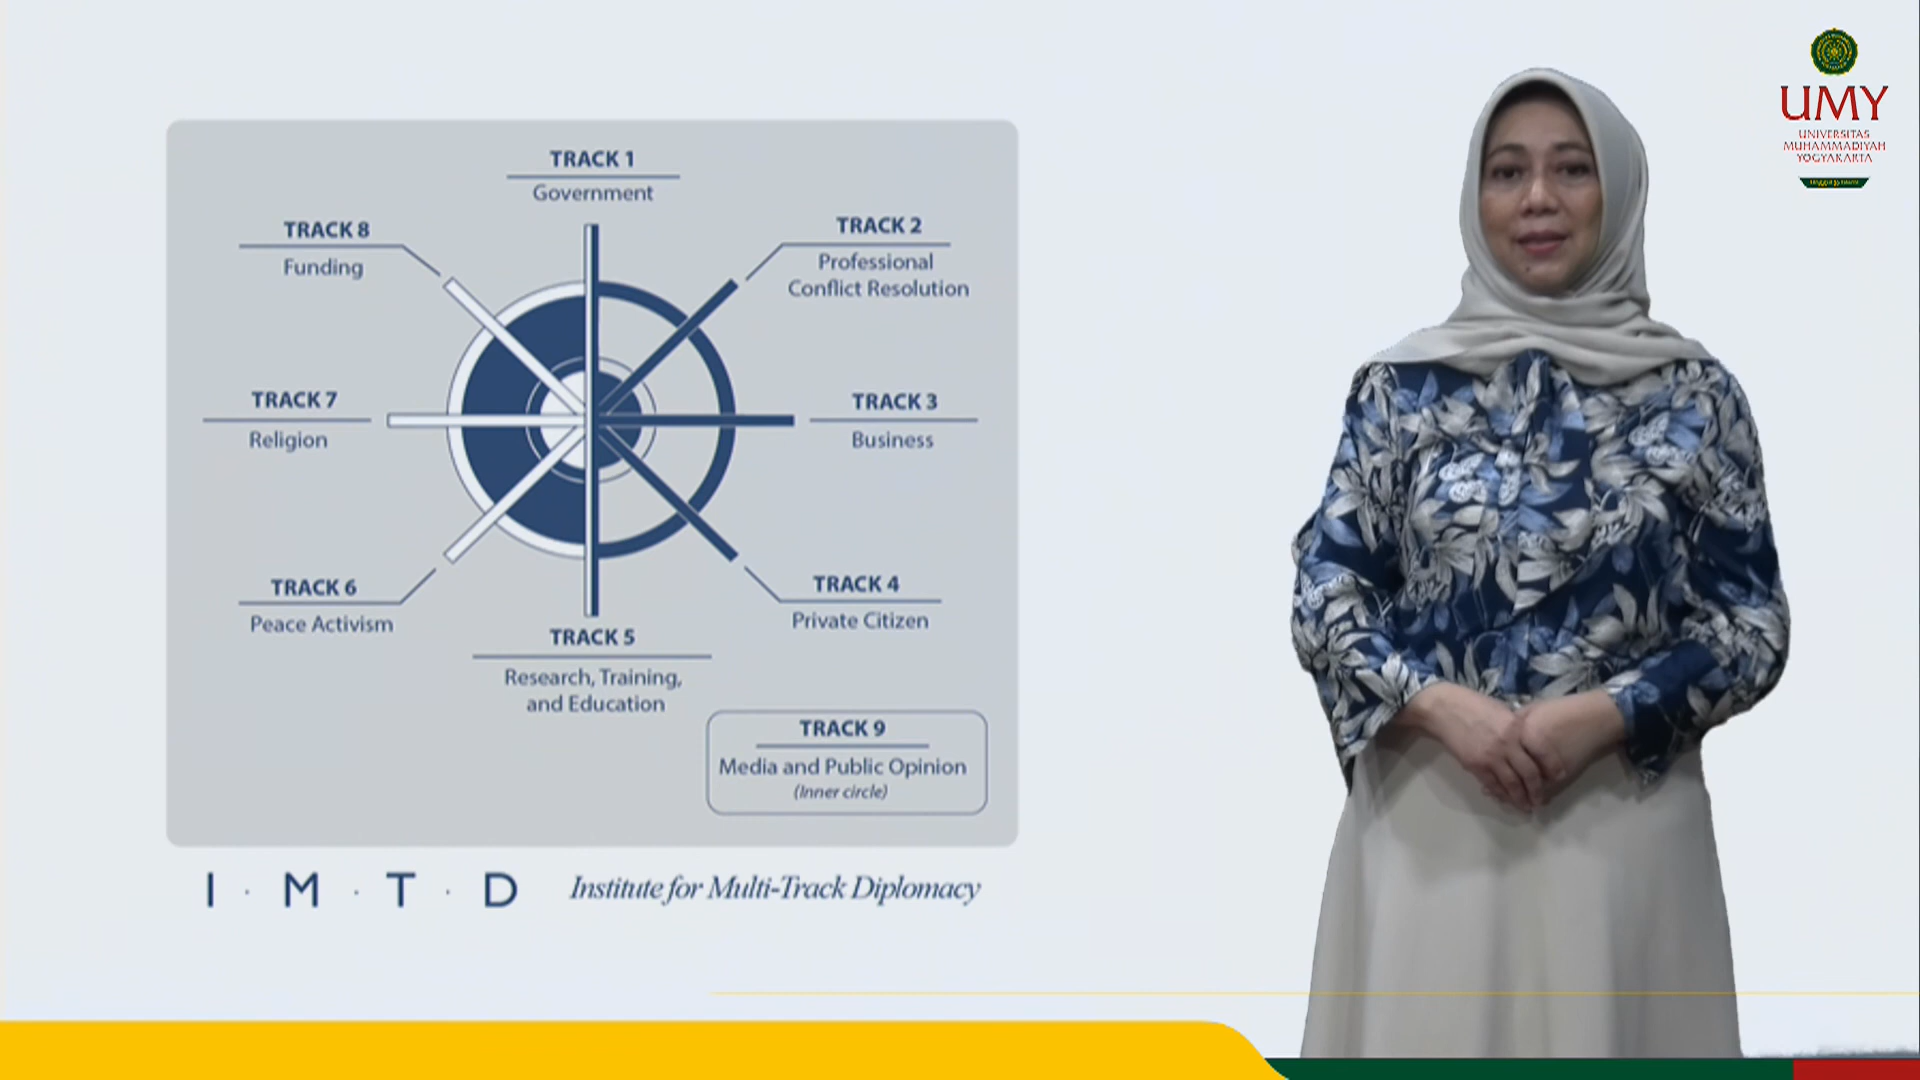 TRACK 1
Government
TRACK 2
Professional
Conflict Resolution
TRACK 3
Business
TRACK 4
Private Citizen
TRACK 5
Research, Training,
and Education
TRACK 6
Peace Activism
TRACK 7
Religion
TRACK 8
Funding
TRACK 9
Media and Public Opinion
(Inner circle)
I · M · T · D
Institute for Multi-Track Diplomacy
UMY
UNIVERSITAS
MUHAMMADIYAH
YOGYAKARTA